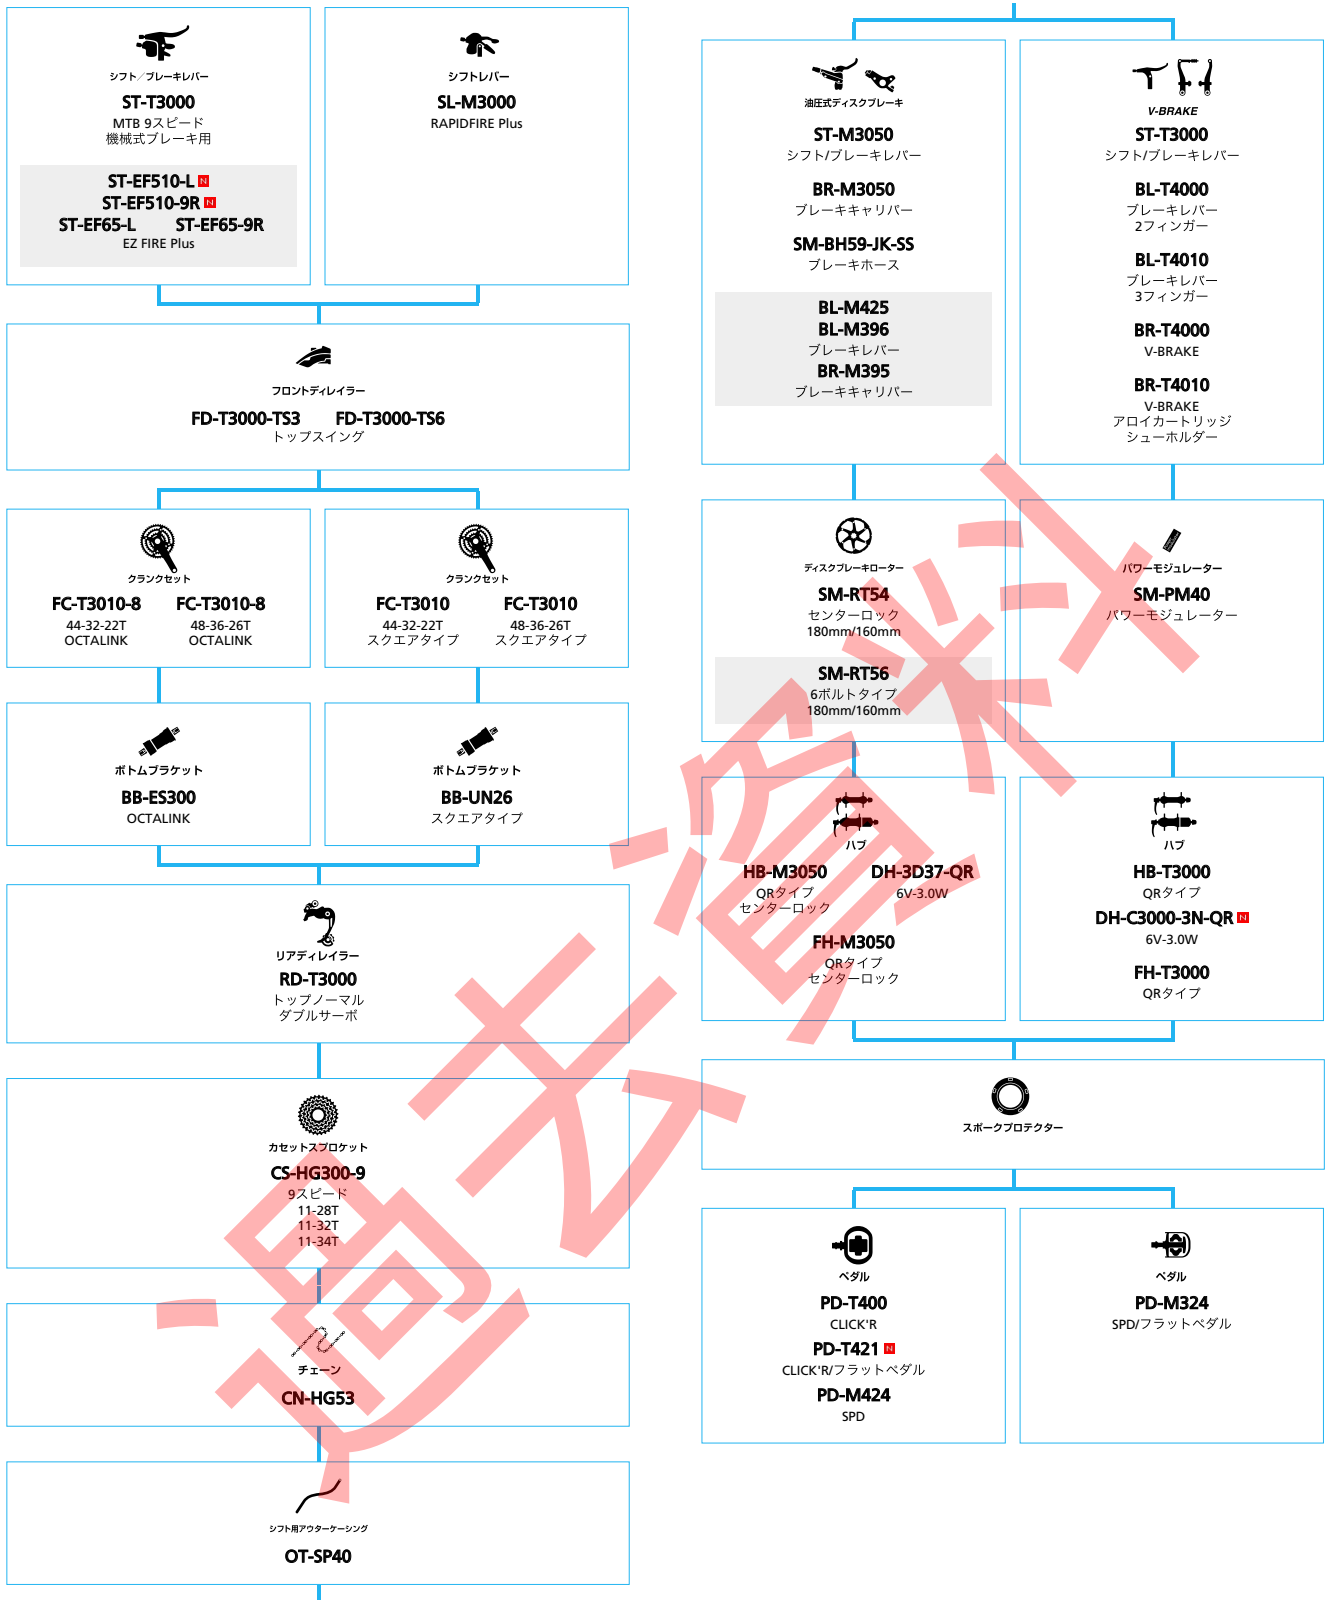 シフト/ブレーキレバー
ST-T3000
MTB 9スピード
機械式ブレーキ用
ST-EF510-L N
ST-EF510-9R N
ST-EF65-L ST-EF65-9R
EZ FIRE Plus
シフトレバー
SL-M3000
RAPIDFIRE Plus
フロントディレイラー
FD-T3000-TS3 FD-T3000-TS6
トップスイング
クランクセット
FC-T3010-8 FC-T3010-8
44-32-22T 48-36-26T
OCTALINK OCTALINK
クランクセット
FC-T3010 FC-T3010
44-32-22T 48-36-26T
スクエアタイプ スクエアタイプ
ボトムブラケット
BB-ES300
OCTALINK
ボトムブラケット
BB-UN26
スクエアタイプ
リアディレイラー
RD-T3000
トップノーマル
ダブルサーボ
カセットスプロケット
CS-HG300-9
9スピード
11-28T
11-32T
11-34T
チェーン
CN-HG53
シフト用アウターケーシング
OT-SP40
油圧式ディスクブレーキ
ST-M3050
シフト/ブレーキレバー
BR-M3050
ブレーキキャリパー
SM-BH59-JK-SS
ブレーキホース
BL-M425
BL-M396
ブレーキレバー
BR-M395
ブレーキキャリパー
V-BRAKE
ST-T3000
シフト/ブレーキレバー
BL-T4000
ブレーキレバー
2フィンガー
BL-T4010
ブレーキレバー
3フィンガー
BR-T4000
V-BRAKE
BR-T4010
V-BRAKE
アロイカートリッジ
シューホルダー
ディスクブレーキローター
SM-RT54
センターロック
180mm/160mm
SM-RT56
6ボルトタイプ
180mm/160mm
パワーモジュレーター
SM-PM40
パワーモジュレーター
ハブ
HB-M3050 DH-3D37-QR
QRタイプ 6V-3.0W
センターロック
FH-M3050
QRタイプ
センターロック
ハブ
HB-T3000
QRタイプ
DH-C3000-3N-QR N
6V-3.0W
FH-T3000
QRタイプ
スポークプロテクター
ペダル
PD-T400
CLICK'R
PD-T421 N
CLICK'R/フラットペダル
PD-M424
SPD
ペダル
PD-M324
SPD/フラットペダル
過去資料